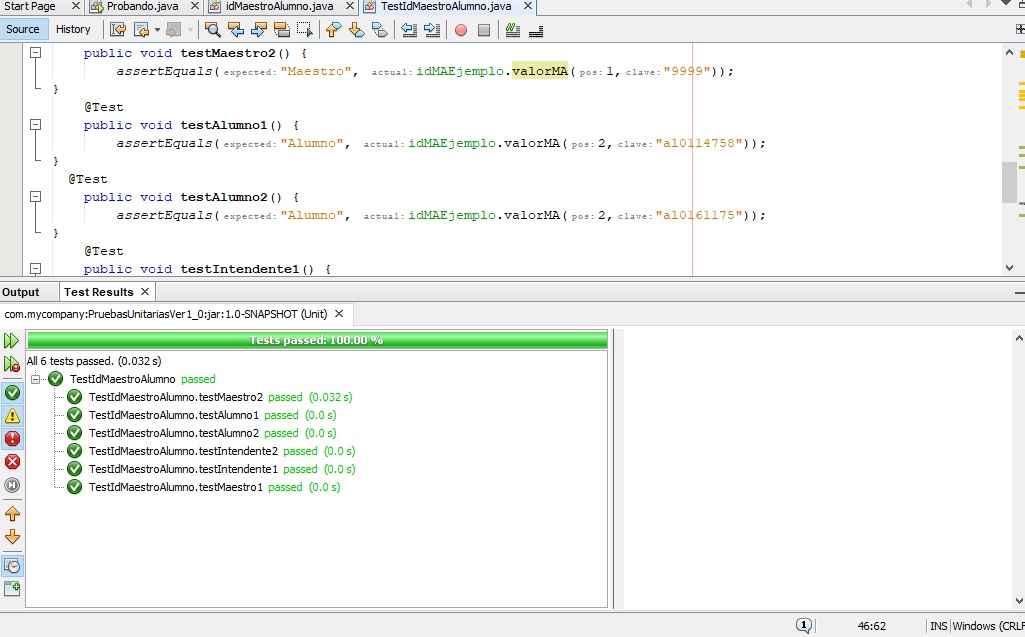 Start Page Probando.java idMaestroAlumno.java TestIdMaestroAlumno.java
Source History
public void testMaestro2() {
assertEquals(expected:"Maestro", actual:idMAEjemplo.valorMA(pos:1,clave:"9999"));
}
@Test
public void testAlumno1() {
assertEquals(expected:"Alumno", actual:idMAEjemplo.valorMA(pos:2,clave:"al0114758"));
}
@Test
public void testAlumno2() {
assertEquals(expected:"Alumno", actual:idMAEjemplo.valorMA(pos:2,clave:"al0161175"));
}
@Test
public void testIntendente1() {
Output Test Results
com.mycompany:PruebasUnitariasVer1_0:jar:1.0-SNAPSHOT (Unit)
Tests passed: 100.00 %
All 6 tests passed. (0.032 s)
TestIdMaestroAlumno passed
TestIdMaestroAlumno.testMaestro2 passed (0.032 s)
TestIdMaestroAlumno.testAlumno1 passed (0.0 s)
TestIdMaestroAlumno.testAlumno2 passed (0.0 s)
TestIdMaestroAlumno.testIntendente2 passed (0.0 s)
TestIdMaestroAlumno.testIntendente1 passed (0.0 s)
TestIdMaestroAlumno.testMaestro1 passed (0.0 s)
1 46:62 INS Windows (CRLF